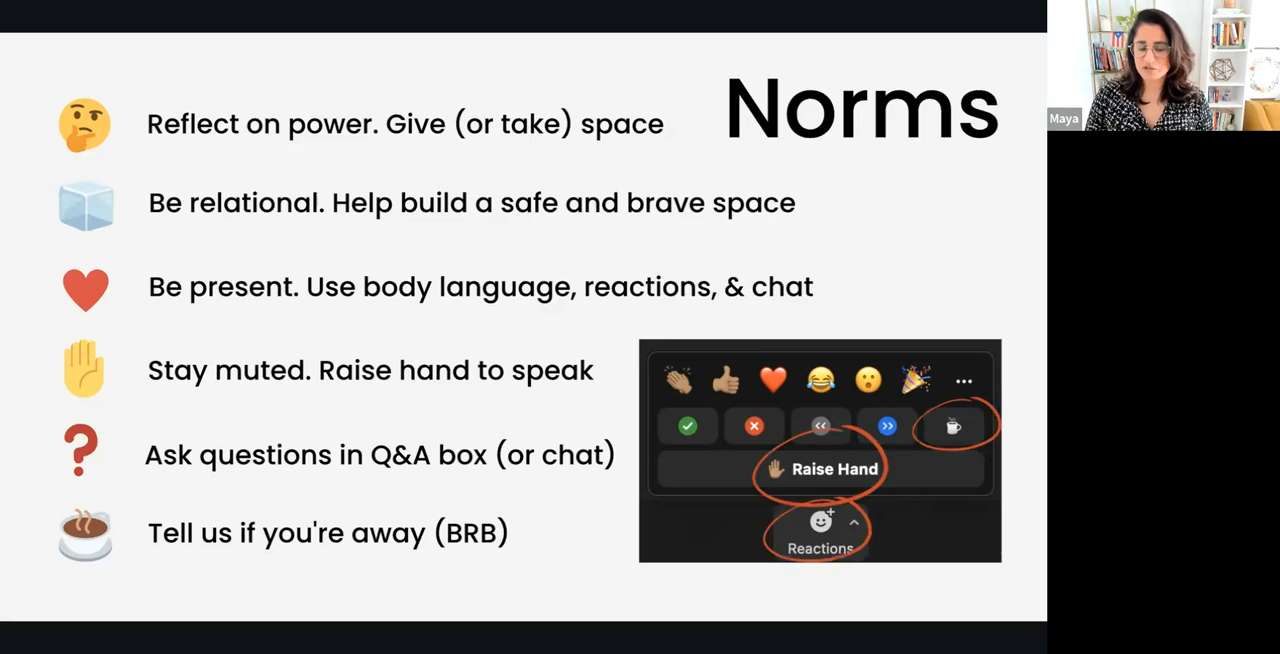 Norms
Reflect on power. Give (or take) space
Be relational. Help build a safe and brave space
Be present. Use body language, reactions, & chat
Stay muted. Raise hand to speak
Ask questions in Q&A box (or chat)
Tell us if you're away (BRB)
Raise Hand
Reactions
Maya